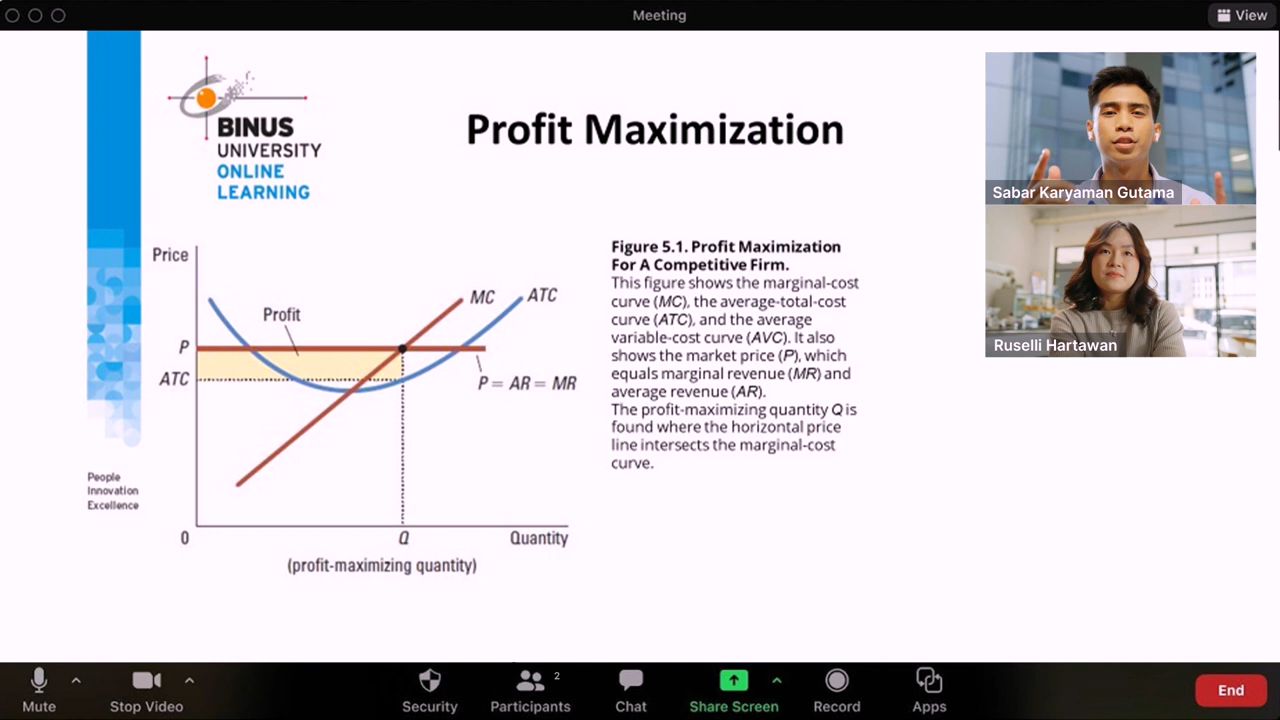 Meeting
View
BINUS
UNIVERSITY
ONLINE
LEARNING
Profit Maximization
Sabar Karyaman Gutama
Ruselli Hartawan
Price
MC
ATC
Profit
P
ATC
P = AR = MR
0
Q
Quantity
(profit-maximizing quantity)
Figure 5.1. Profit Maximization
For A Competitive Firm.
This figure shows the marginal-cost
curve (MC), the average-total-cost
curve (ATC), and the average
variable-cost curve (AVC). It also
shows the market price (P), which
equals marginal revenue (MR) and
average revenue (AR).
The profit-maximizing quantity Q is
found where the horizontal price
line intersects the marginal-cost
curve.
People
Innovation
Excellence
Mute
Stop Video
Security
2
Participants
Chat
Share Screen
Record
Apps
End